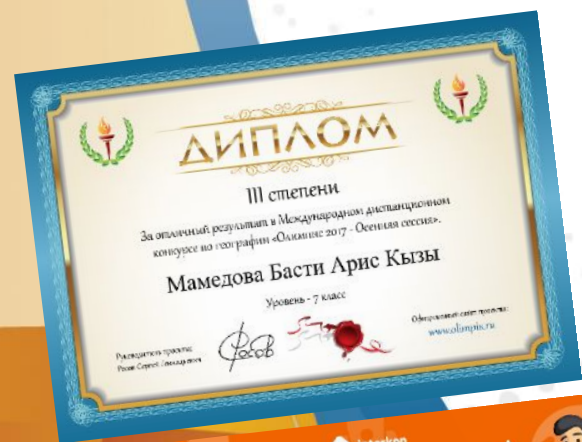 ДИПЛОМ
III степени
За отличный результат в Международном дистанционном
конкурсе по географии «Олимпис 2017 - Осенняя сессия».
Мамедова Басти Арис Кызы
Уровень - 7 класс
Руководитель проекта:
Официальный сайт проекта:
www.olimpis.ru